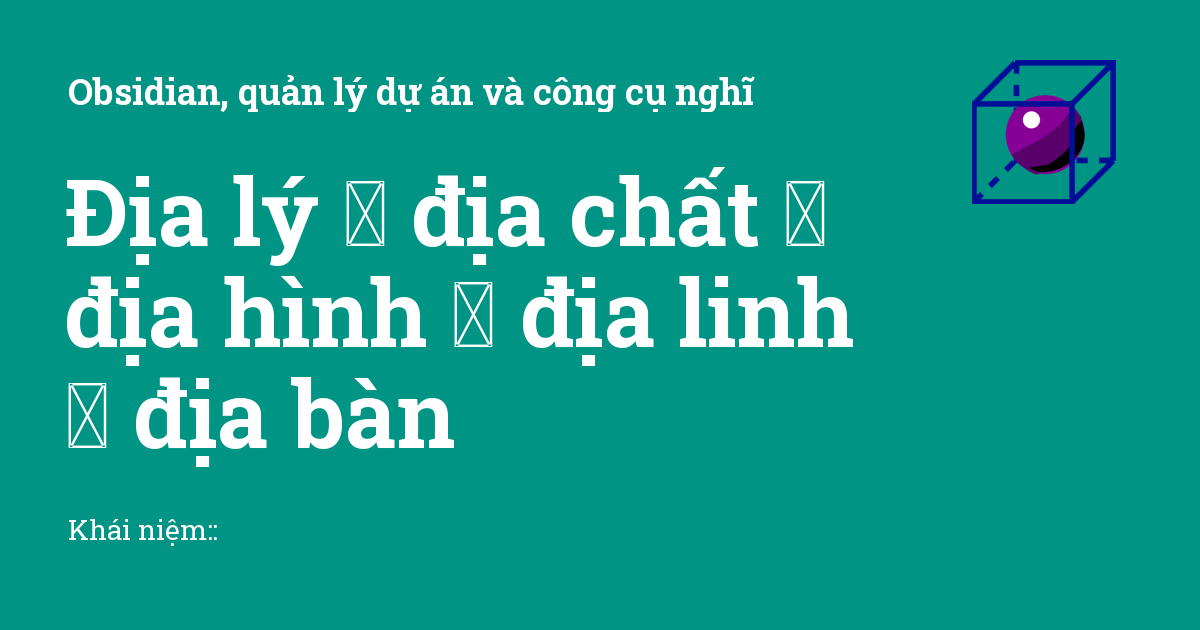 Obsidian, quản lý dự án và công cụ nghĩ
Địa lý địa chất
địa hình địa linh
địa bàn
Khái niệm::